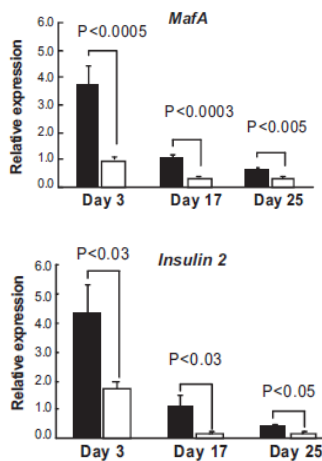 MafA
P<0.0005
P<0.0003
P<0.005
Relative expression
6.0
5.0
4.0
3.0
2.0
1.0
0.0
Day 3 Day 17 Day 25
Insulin 2
P<0.03
P<0.03
P<0.05
Relative expression
6.0
5.0
4.0
3.0
2.0
1.0
0.0
Day 3 Day 17 Day 25